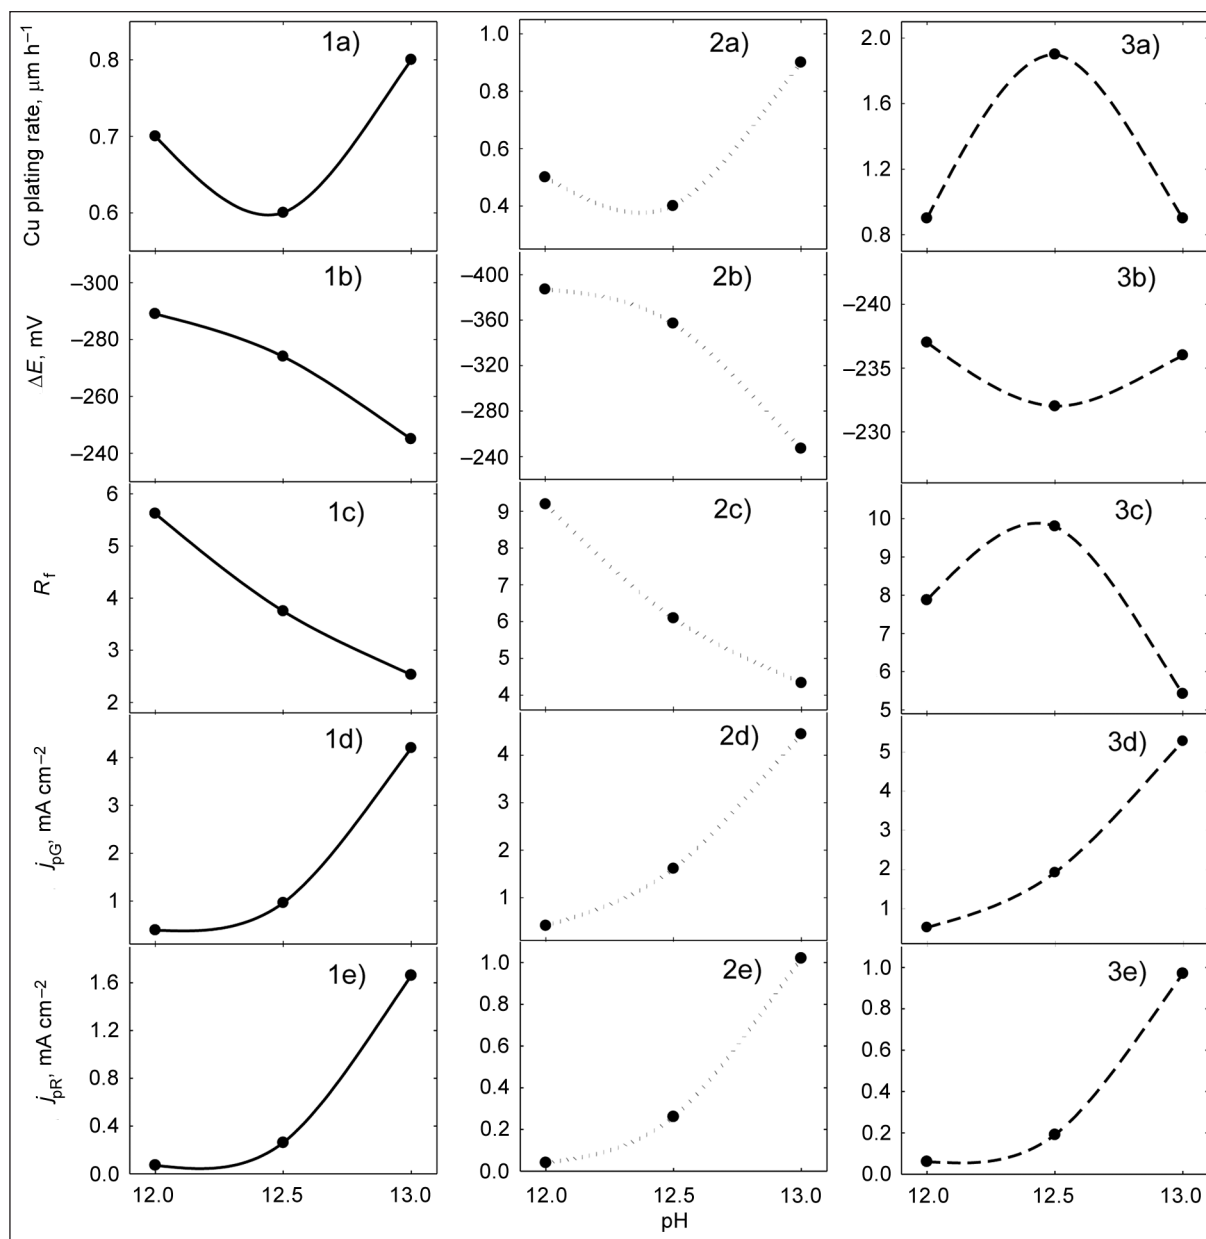 Cu plating rate, μm h⁻¹
1a)
0.8
0.7
0.6
2a)
1.0
0.8
0.6
0.4
3a)
2.0
1.6
1.2
0.8
ΔE, mV
1b)
–300
–280
–260
–240
2b)
–400
–360
–320
–280
–240
3b)
–240
–235
–230
R_f
1c)
6
5
4
3
2
2c)
9
8
7
6
5
4
3c)
10
9
8
7
6
5
j_pG, mA cm⁻²
1d)
4
3
2
1
2d)
4
3
2
1
3d)
5
4
3
2
1
j_pR, mA cm⁻²
1e)
1.6
1.2
0.8
0.4
0.0
2e)
1.0
0.8
0.6
0.4
0.2
0.0
3e)
1.0
0.8
0.6
0.4
0.2
0.0
12.0 12.5 13.0
12.0 12.5 13.0
12.0 12.5 13.0
pH